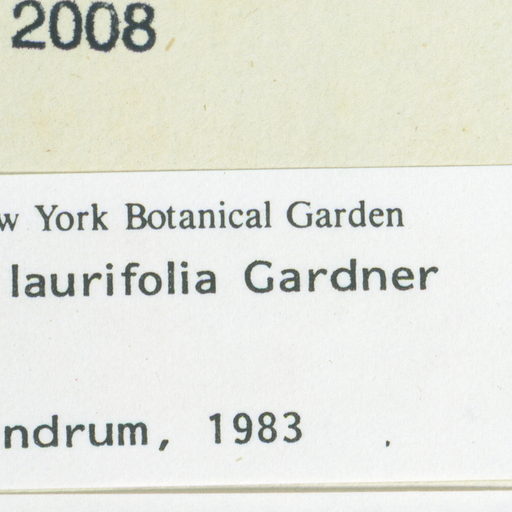 2008
w York Botanical Garden
laurifolia Gardner
ndrum, 1983 .